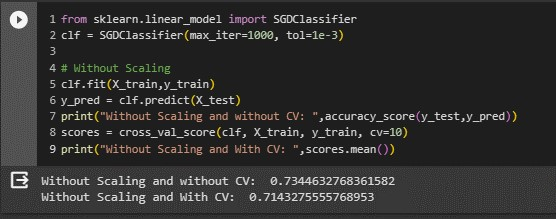 1 from sklearn.linear_model import SGDClassifier
2 clf = SGDClassifier(max_iter=1000, tol=1e-3)
3
4 # Without Scaling
5 clf.fit(X_train,y_train)
6 y_pred = clf.predict(X_test)
7 print("Without Scaling and without CV: ",accuracy_score(y_test,y_pred))
8 scores = cross_val_score(clf, X_train, y_train, cv=10)
9 print("Without Scaling and With CV: ",scores.mean())
Without Scaling and without CV:  0.7344632768361582
Without Scaling and With CV:  0.7143275555768953